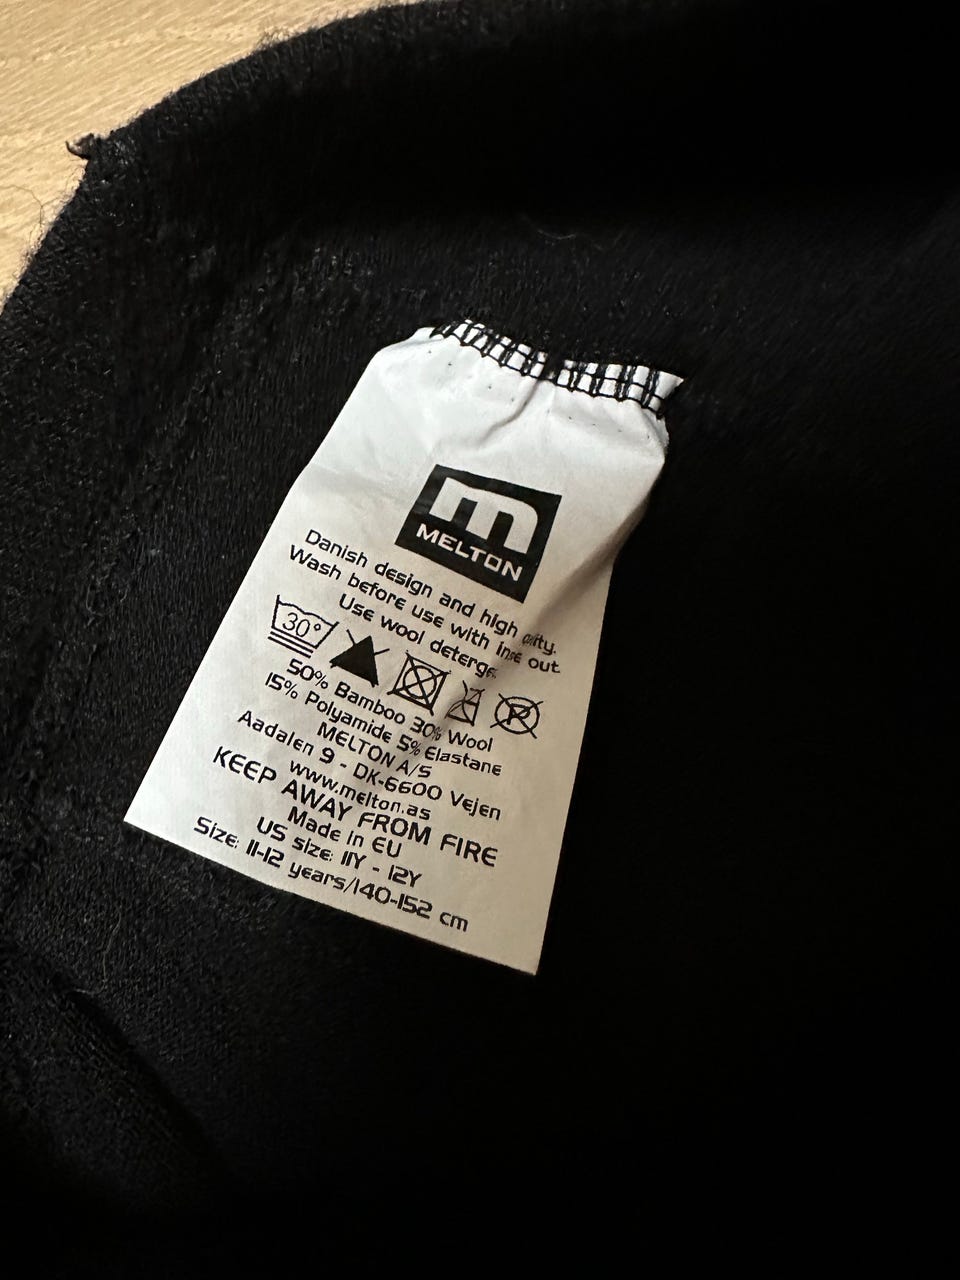 m
MELTON
Danish design and high
Wash before use with out.
Use wool
30°
P
50% Bamboo 30% Wool
15% Polyamide 5% Elastane
MELTON A/S
Aadalen 9 - DK-6600 Vejen
www.melton.as
KEEP AWAY FROM FIRE
Made in EU
US size: 11Y - 12Y
Size: 11-12 years/140-152 cm